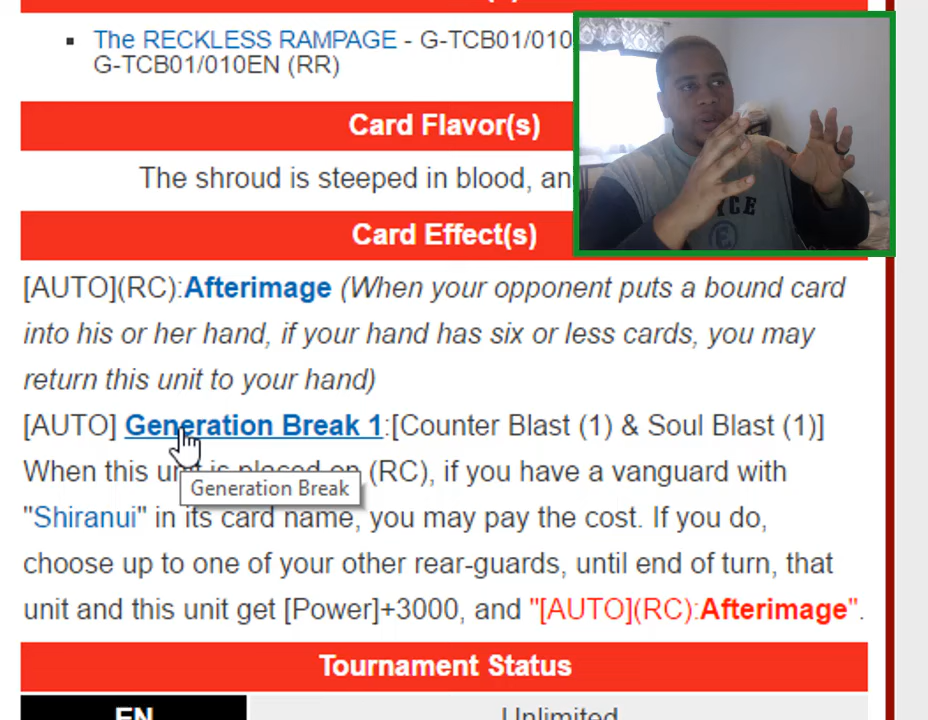 The RECKLESS RAMPAGE - G-TCB01/010
G-TCB01/010EN (RR)
Card Flavor(s)
The shroud is steeped in blood, an
Card Effect(s)
[AUTO](RC):Afterimage (When your opponent puts a bound card
into his or her hand, if your hand has six or less cards, you may
return this unit to your hand)
[AUTO] Generation Break 1:[Counter Blast (1) & Soul Blast (1)]
When this unit is placed on (RC), if you have a vanguard with
Generation Break
"Shiranui" in its card name, you may pay the cost. If you do,
choose up to one of your other rear-guards, until end of turn, that
unit and this unit get [Power]+3000, and "[AUTO](RC):Afterimage".
Tournament Status
EN Unlimited